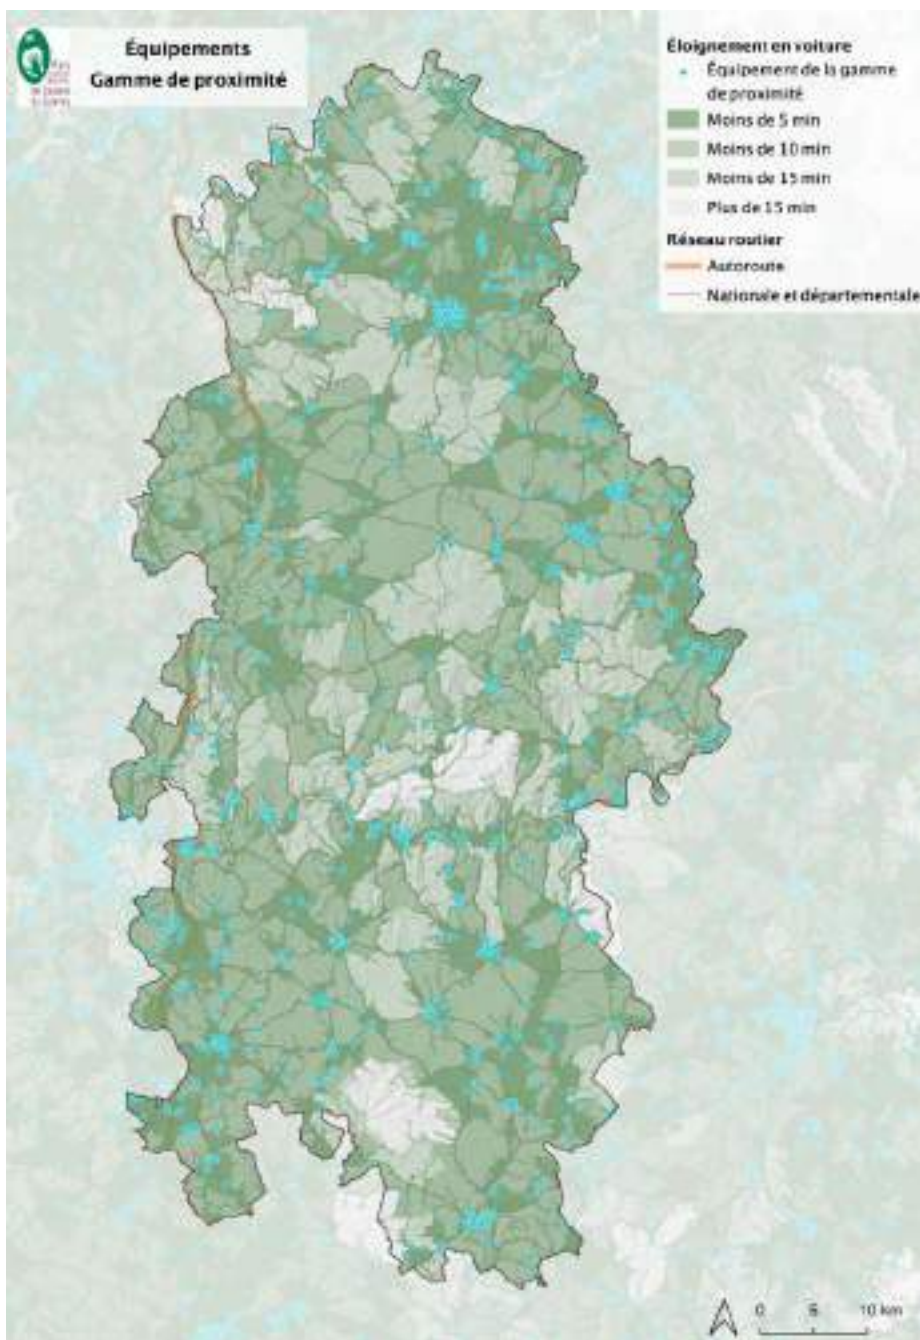 Équipements
Gamme de proximité
Éloignement en voiture
Équipement de la gamme
de proximité
Moins de 5 min
Moins de 10 min
Moins de 15 min
Plus de 15 min
Réseau routier
Autoroute
Nationale et départementale
0 5 10 km